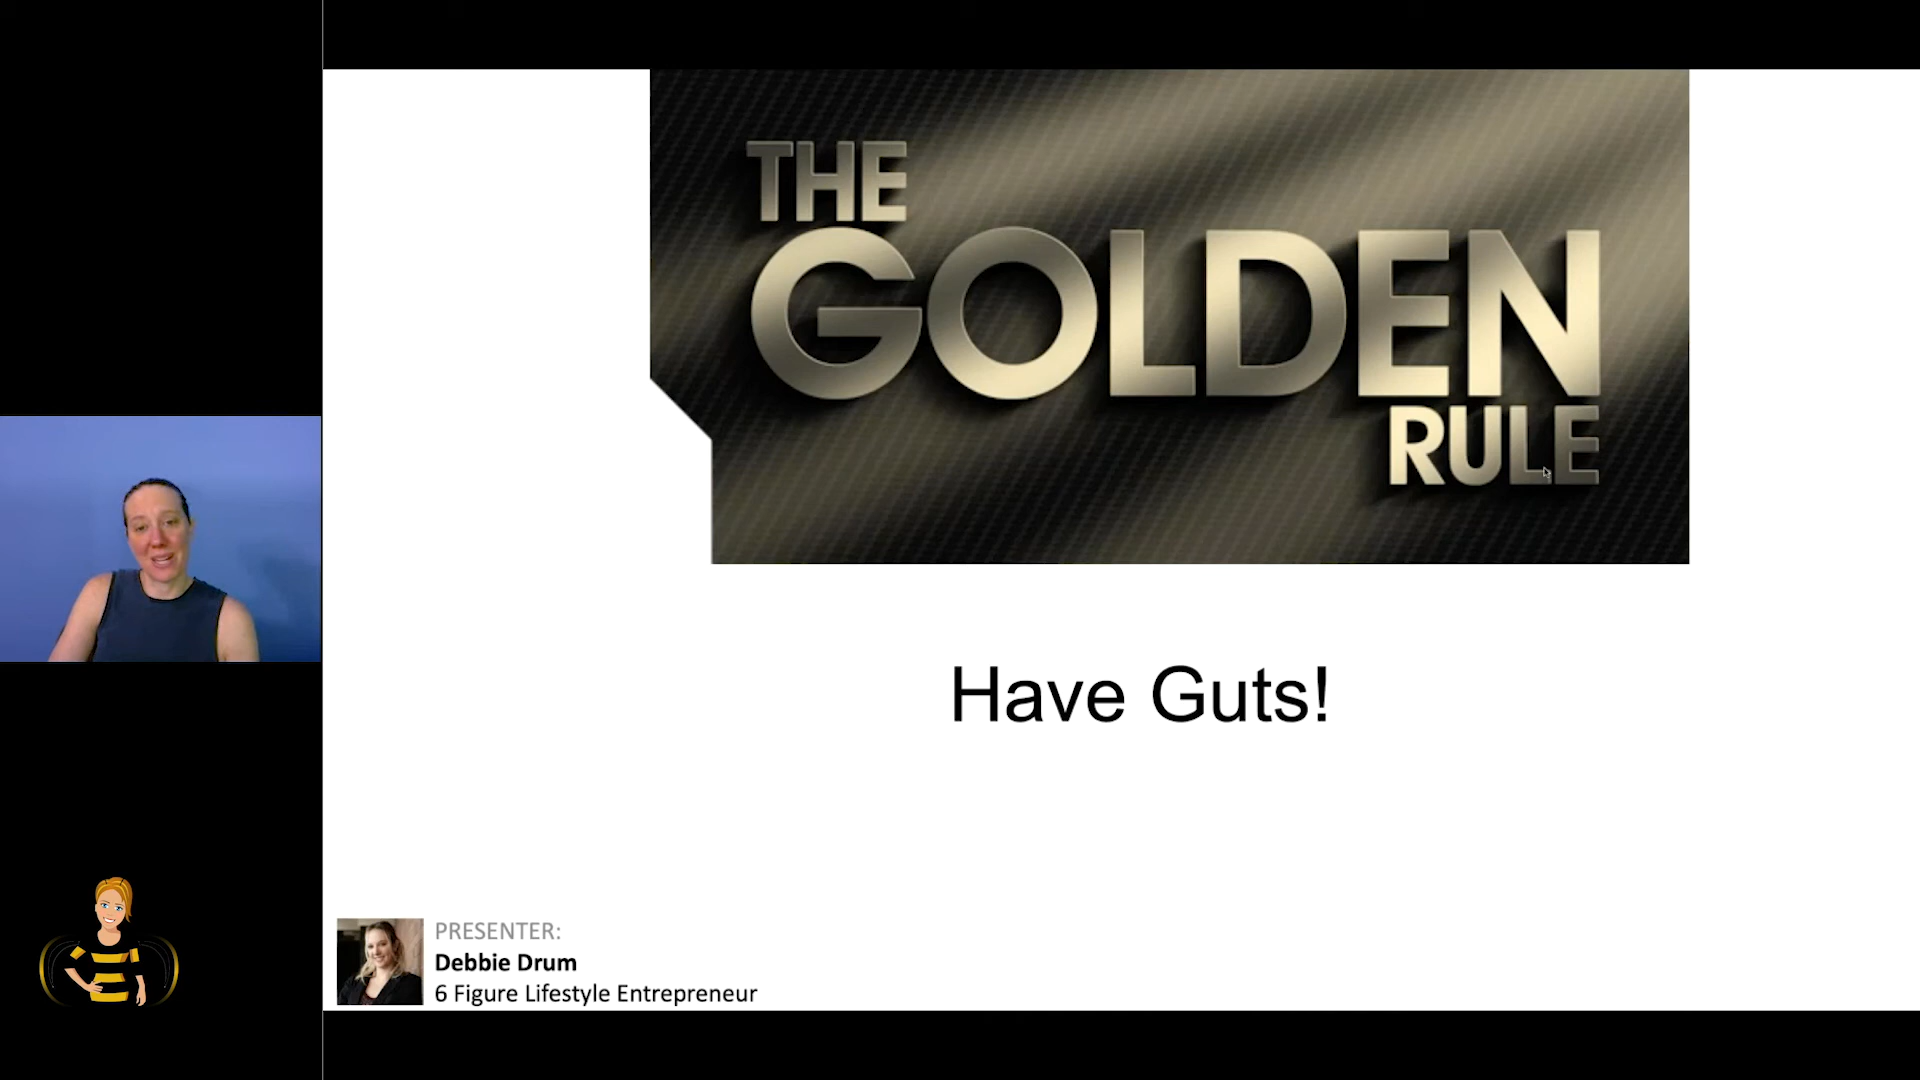 THE
GOLDEN
RULE
Have Guts!
PRESENTER:
Debbie Drum
6 Figure Lifestyle Entrepreneur